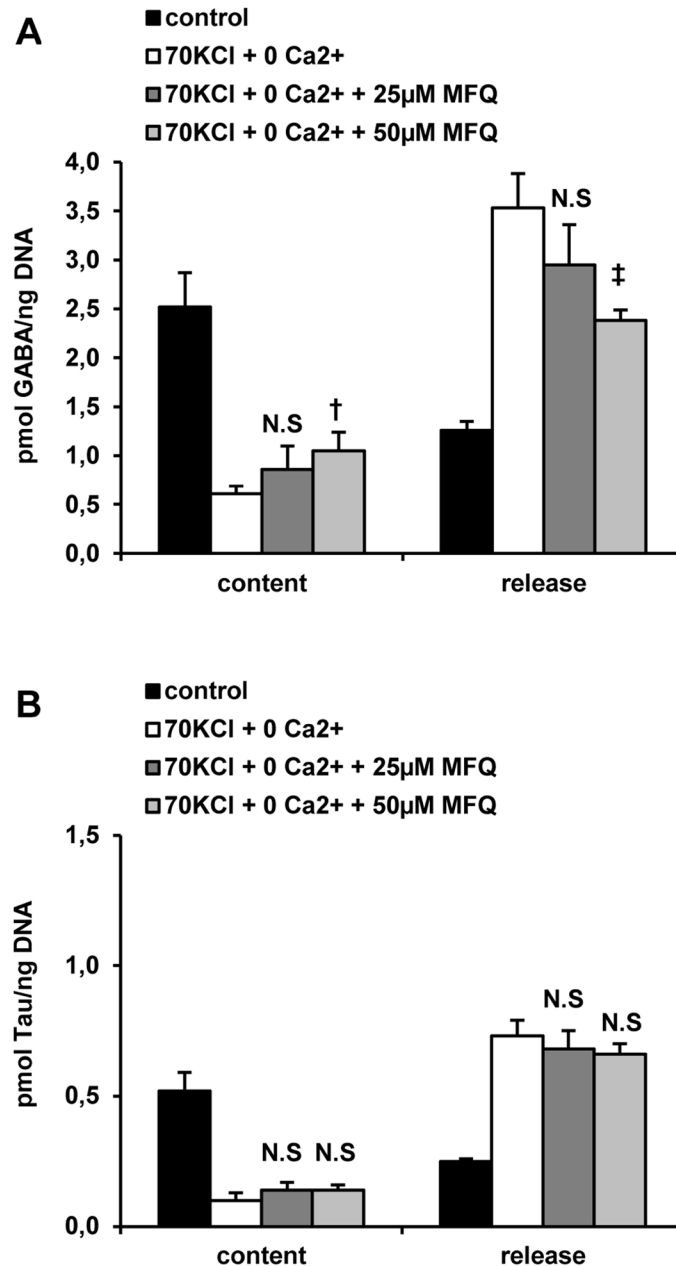 A
control
70KCl + 0 Ca2+
70KCl + 0 Ca2+ + 25µM MFQ
70KCl + 0 Ca2+ + 50µM MFQ
pmol GABA/ng DNA
4,0
3,5
3,0
2,5
2,0
1,5
1,0
0,5
0,0
N.S
†
N.S
‡
content
release
B
control
70KCl + 0 Ca2+
70KCl + 0 Ca2+ + 25µM MFQ
70KCl + 0 Ca2+ + 50µM MFQ
pmol Tau/ng DNA
1,5
1,0
0,5
0,0
N.S N.S
N.S
N.S
content
release